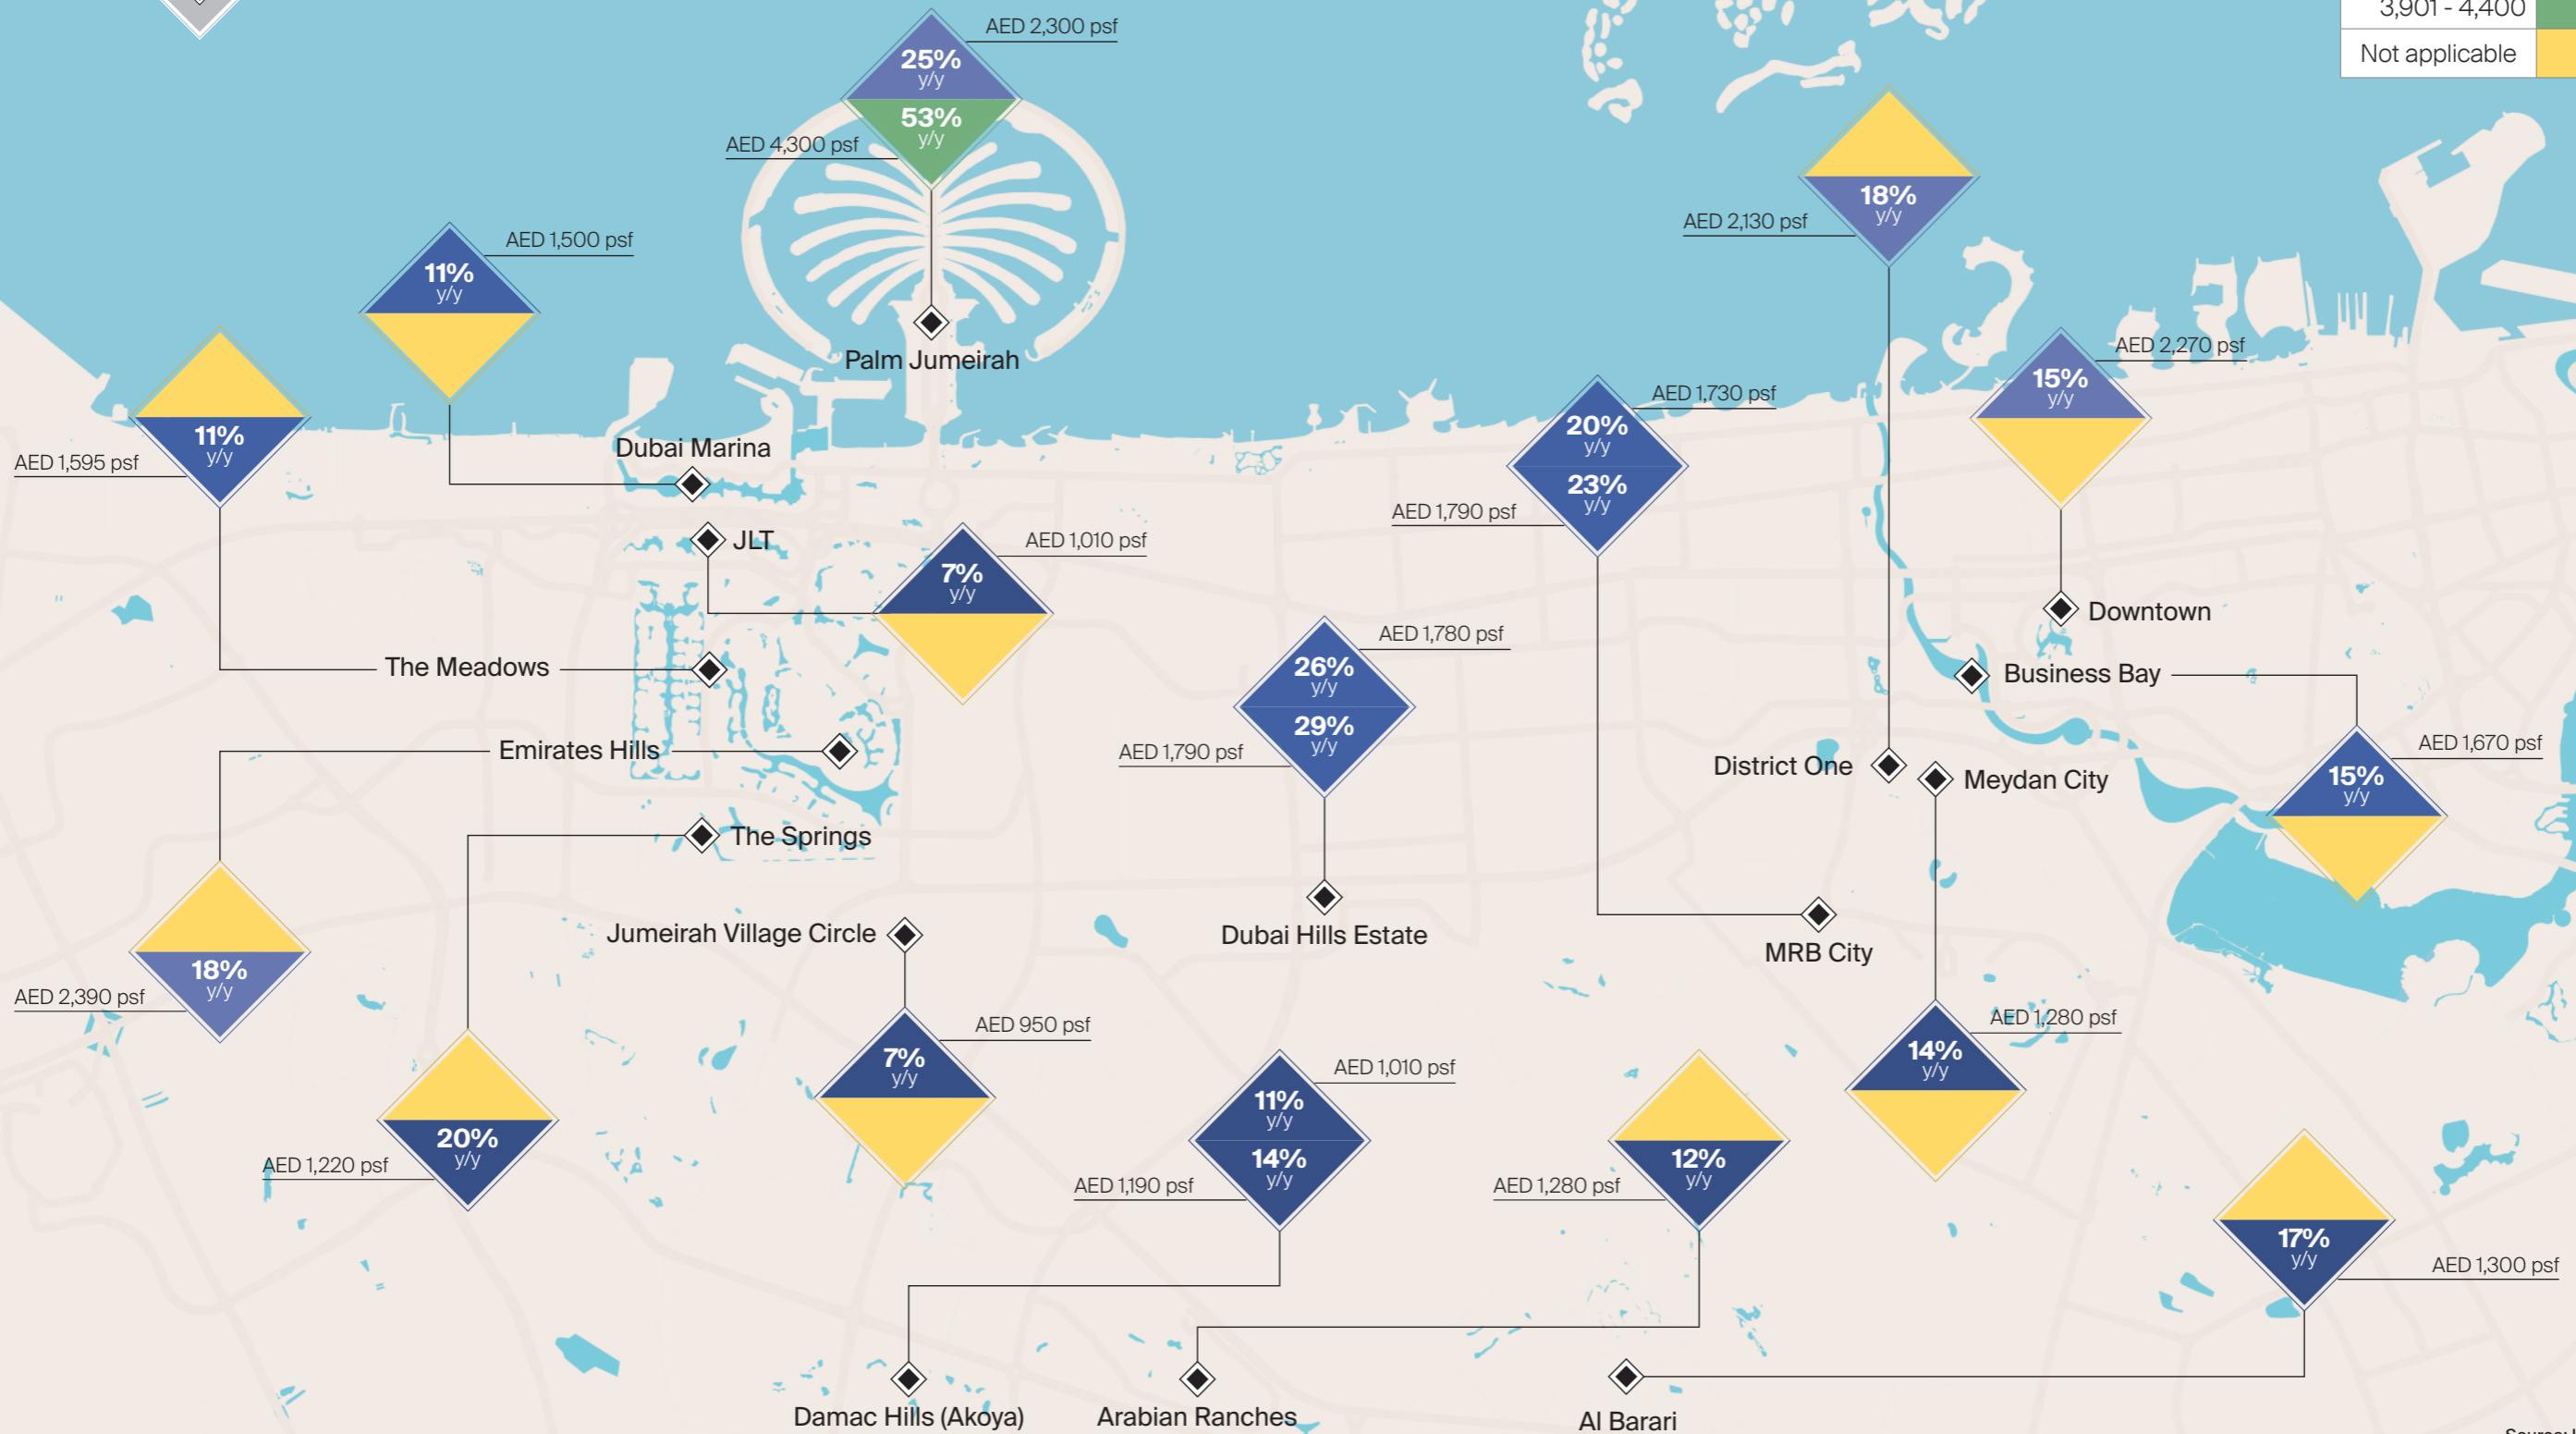 3,901 - 4,400
Not applicable
AED 2,300 psf
25%
y/y
53%
y/y
AED 4,300 psf
Palm Jumeirah
18%
y/y
AED 2,130 psf
AED 1,500 psf
11%
y/y
11%
y/y
AED 1,595 psf
AED 2,270 psf
15%
y/y
AED 1,730 psf
20%
y/y
23%
y/y
AED 1,790 psf
Dubai Marina
JLT
AED 1,010 psf
7%
y/y
Downtown
The Meadows
AED 1,780 psf
26%
y/y
29%
y/y
AED 1,790 psf
Business Bay
Emirates Hills
District One
Meydan City
AED 1,670 psf
15%
y/y
The Springs
Jumeirah Village Circle
Dubai Hills Estate
MRB City
18%
y/y
AED 2,390 psf
AED 950 psf
7%
y/y
AED 1,280 psf
14%
y/y
AED 1,010 psf
11%
y/y
14%
y/y
AED 1,190 psf
20%
y/y
AED 1,220 psf
12%
y/y
AED 1,280 psf
17%
y/y
AED 1,300 psf
Damac Hills (Akoya)
Arabian Ranches
Al Barari